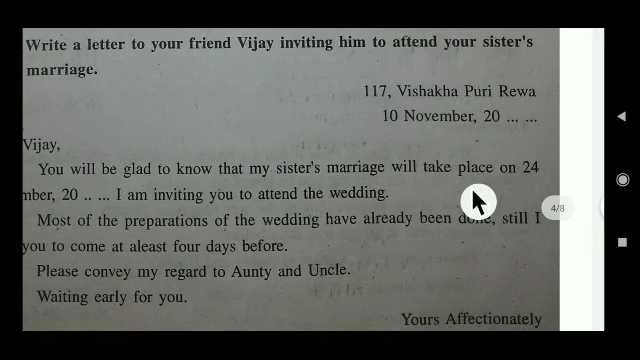 Write a letter to your friend Vijay inviting him to attend your sister's
marriage.
117, Vishakha Puri Rewa
10 November, 20 ... ...
Vijay,
You will be glad to know that my sister's marriage will take place on 24
mber, 20 .. ... I am inviting you to attend the wedding.
Most of the preparations of the wedding have already been done, still I
you to come at aleast four days before.
Please convey my regard to Aunty and Uncle.
Waiting early for you.
Yours Affectionately
4/8